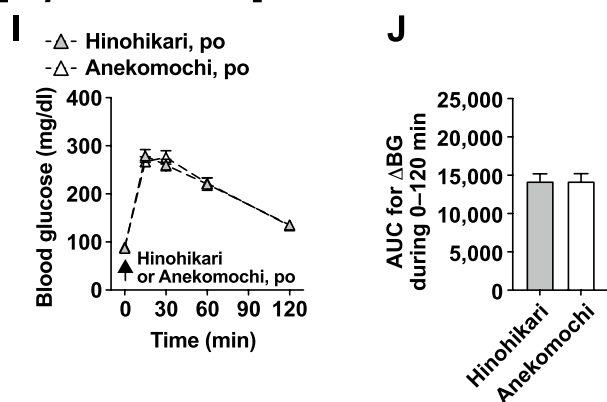 I
-△- Hinohikari, po
-△- Anekomochi, po
Blood glucose (mg/dl)
400
300
200
100
0
Hinohikari
or Anekomochi, po
0 30 60 90 120
Time (min)
J
AUC for ΔBG
during 0–120 min
25,000
20,000
15,000
10,000
5,000
0
Hinohikari
Anekomochi